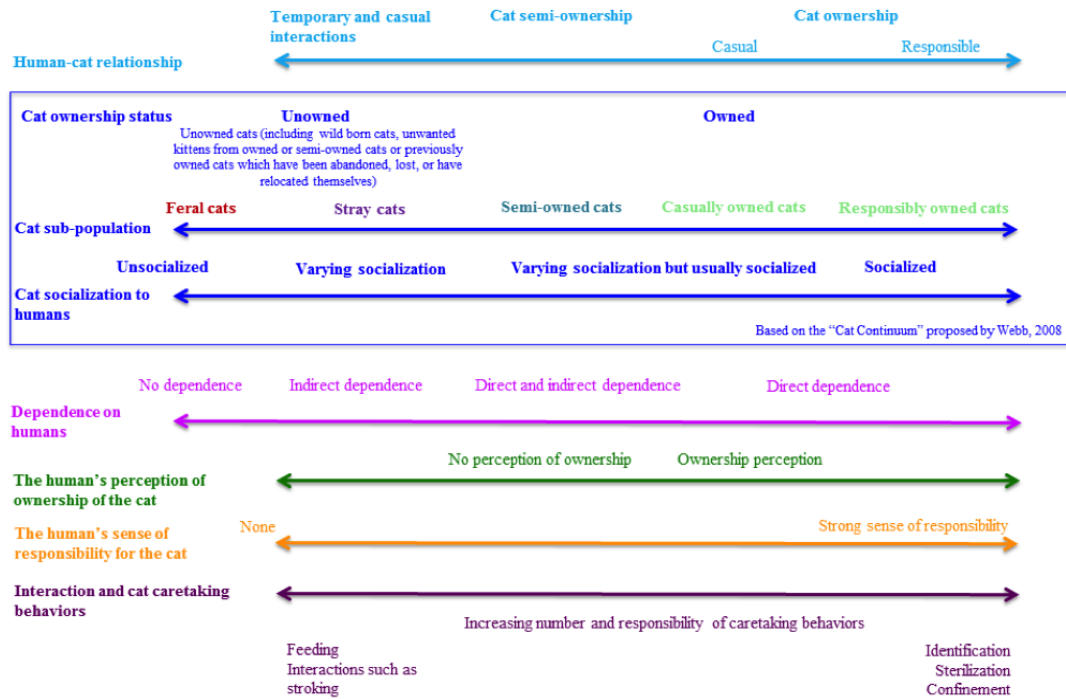 Temporary and casual
interactions
Cat semi-ownership
Cat ownership
Casual
Responsible
Human-cat relationship
Cat ownership status
Unowned
Owned
Unowned cats (including wild born cats, unwanted
kittens from owned or semi-owned cats or previously
owned cats which have been abandoned, lost, or have
relocated themselves)
Feral cats
Stray cats
Semi-owned cats
Casually owned cats
Responsibly owned cats
Cat sub-population
Unsocialized
Varying socialization
Varying socialization but usually socialized
Socialized
Cat socialization to
humans
Based on the “Cat Continuum” proposed by Webb, 2008
No dependence
Indirect dependence
Direct and indirect dependence
Direct dependence
Dependence on
humans
No perception of ownership
Ownership perception
The human’s perception of
ownership of the cat
None
Strong sense of responsibility
The human’s sense of
responsibility for the cat
Interaction and cat caretaking
behaviors
Increasing number and responsibility of caretaking behaviors
Feeding
Interactions such as
stroking
Identification
Sterilization
Confinement